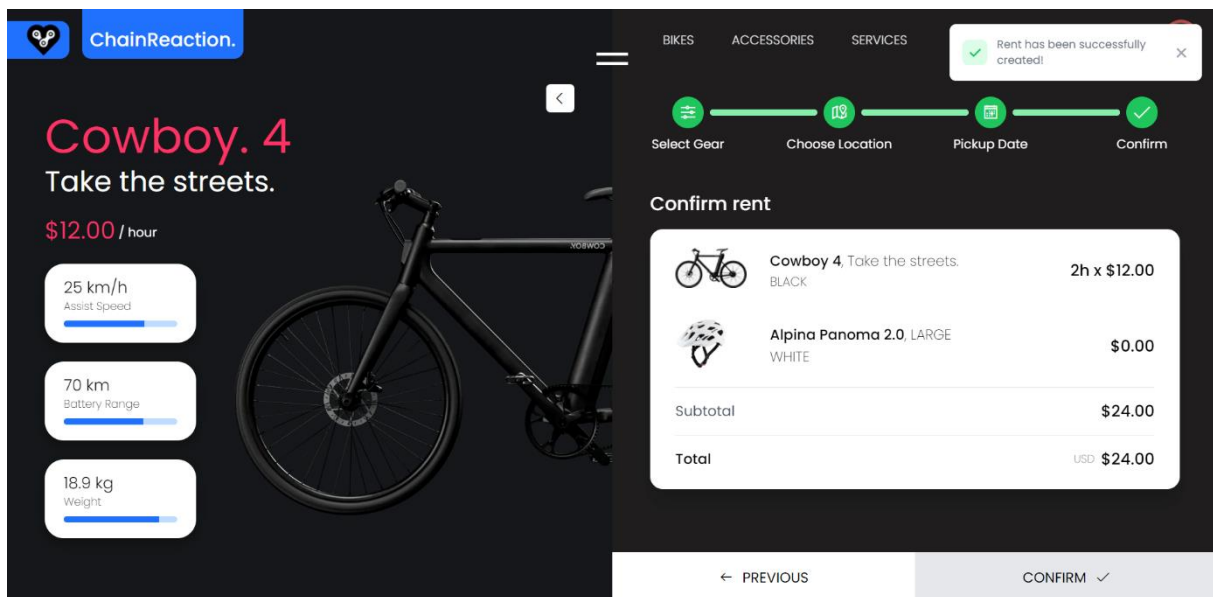 ChainReaction.
Cowboy. 4
Take the streets.
$12.00 / hour
25 km/h
Assist Speed
70 km
Battery Range
18.9 kg
Weight
COWBOY.
BIKES ACCESSORIES SERVICES
Rent has been successfully
created!
Select Gear Choose Location Pickup Date Confirm
Confirm rent
Cowboy 4, Take the streets.
BLACK
2h x $12.00
Alpina Panoma 2.0, LARGE
WHITE
$0.00
Subtotal $24.00
Total USD $24.00
← PREVIOUS
CONFIRM ✓